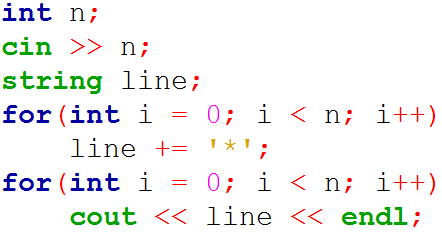 int n;
cin >> n;
string line;
for(int i = 0; i < n; i++)
    line += '*';
for(int i = 0; i < n; i++)
    cout << line << endl;